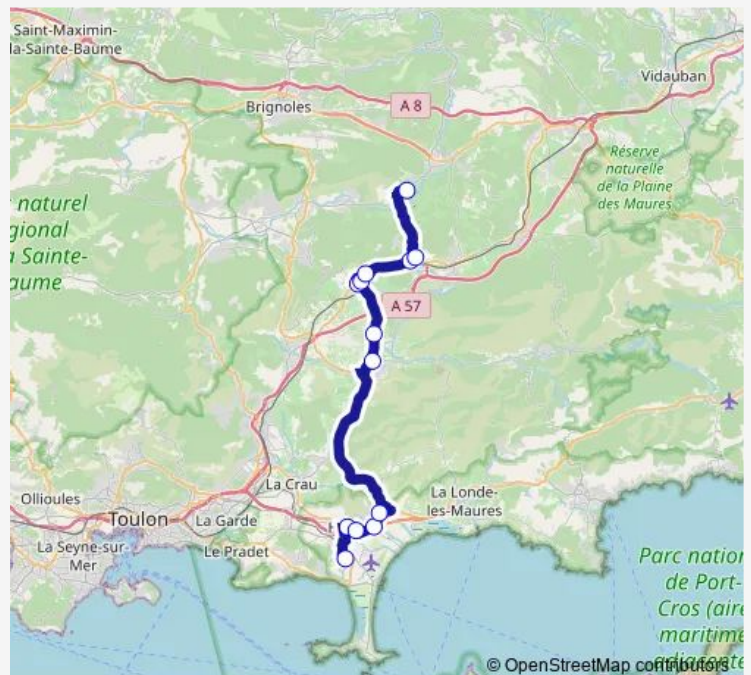 Saint-Maximin-
la-Sainte-Baume
Vidauban
Brignoles
A 8
Réserve
naturelle
de la Plaine
des Maures
naturel
gional
Sainte-
aume
A 57
La Crau
Ollioules
Toulon
La Garde
La Londe-
les-Maures
La Seyne-sur-
Mer
Le Pradet
H
Parc nation
de Port-
Cros (aire
maritime
adjacente
© OpenStreetMap contributors